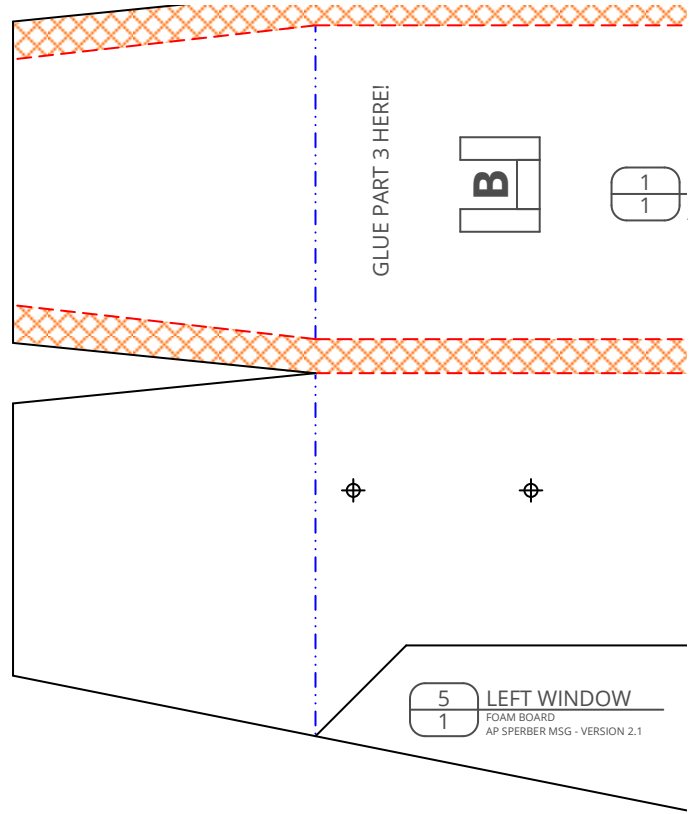 GLUE PART 3 HERE!
B
1
1
5
1
LEFT WINDOW
FOAM BOARD
AP SPERBER MSG - VERSION 2.1